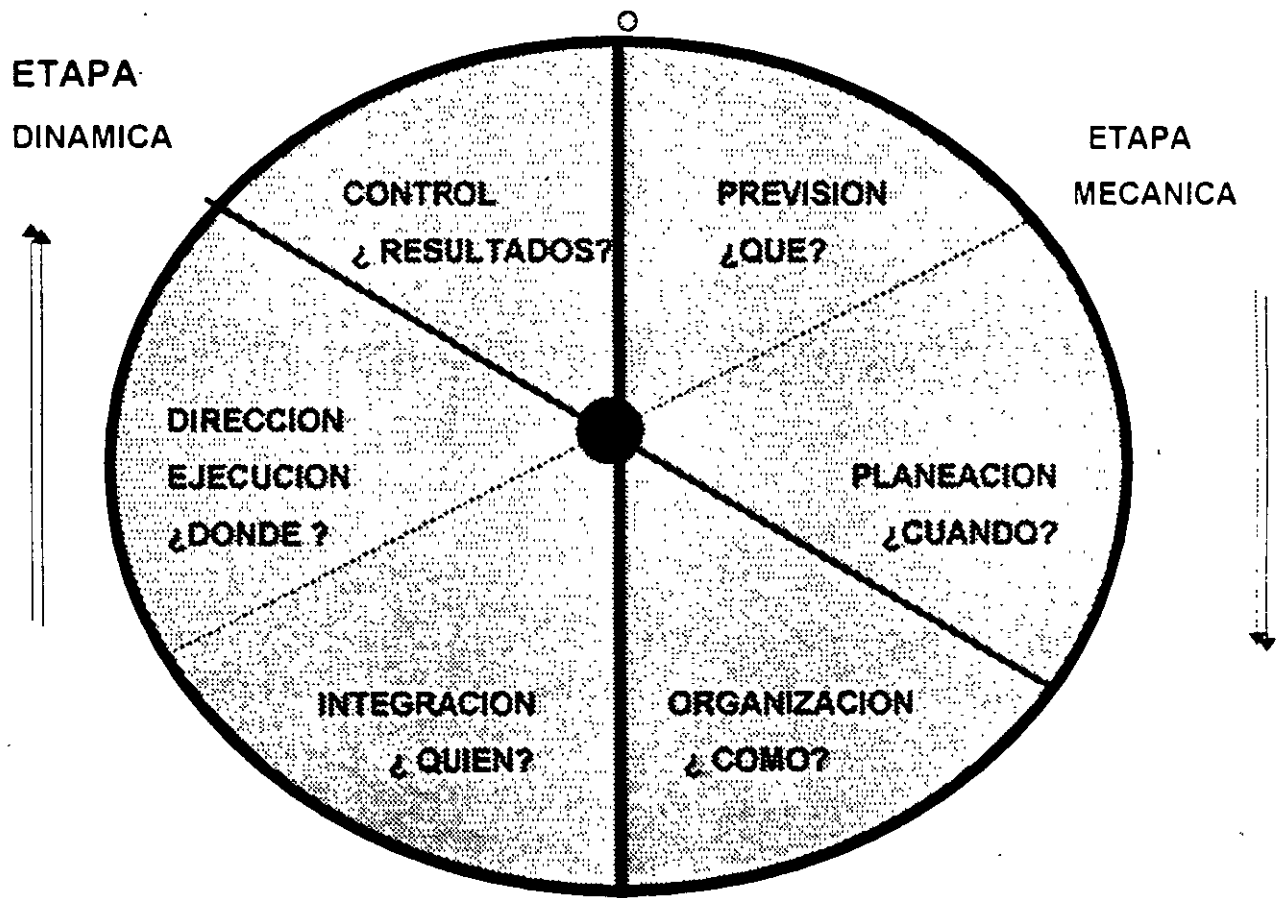 ETAPA
DINAMICA
ETAPA
MECANICA
CONTROL
¿ RESULTADOS?
PREVISION
¿QUE?
DIRECCION
EJECUCION
¿DONDE ?
PLANEACION
¿CUANDO?
INTEGRACION
¿ QUIEN?
ORGANIZACION
¿ COMO?